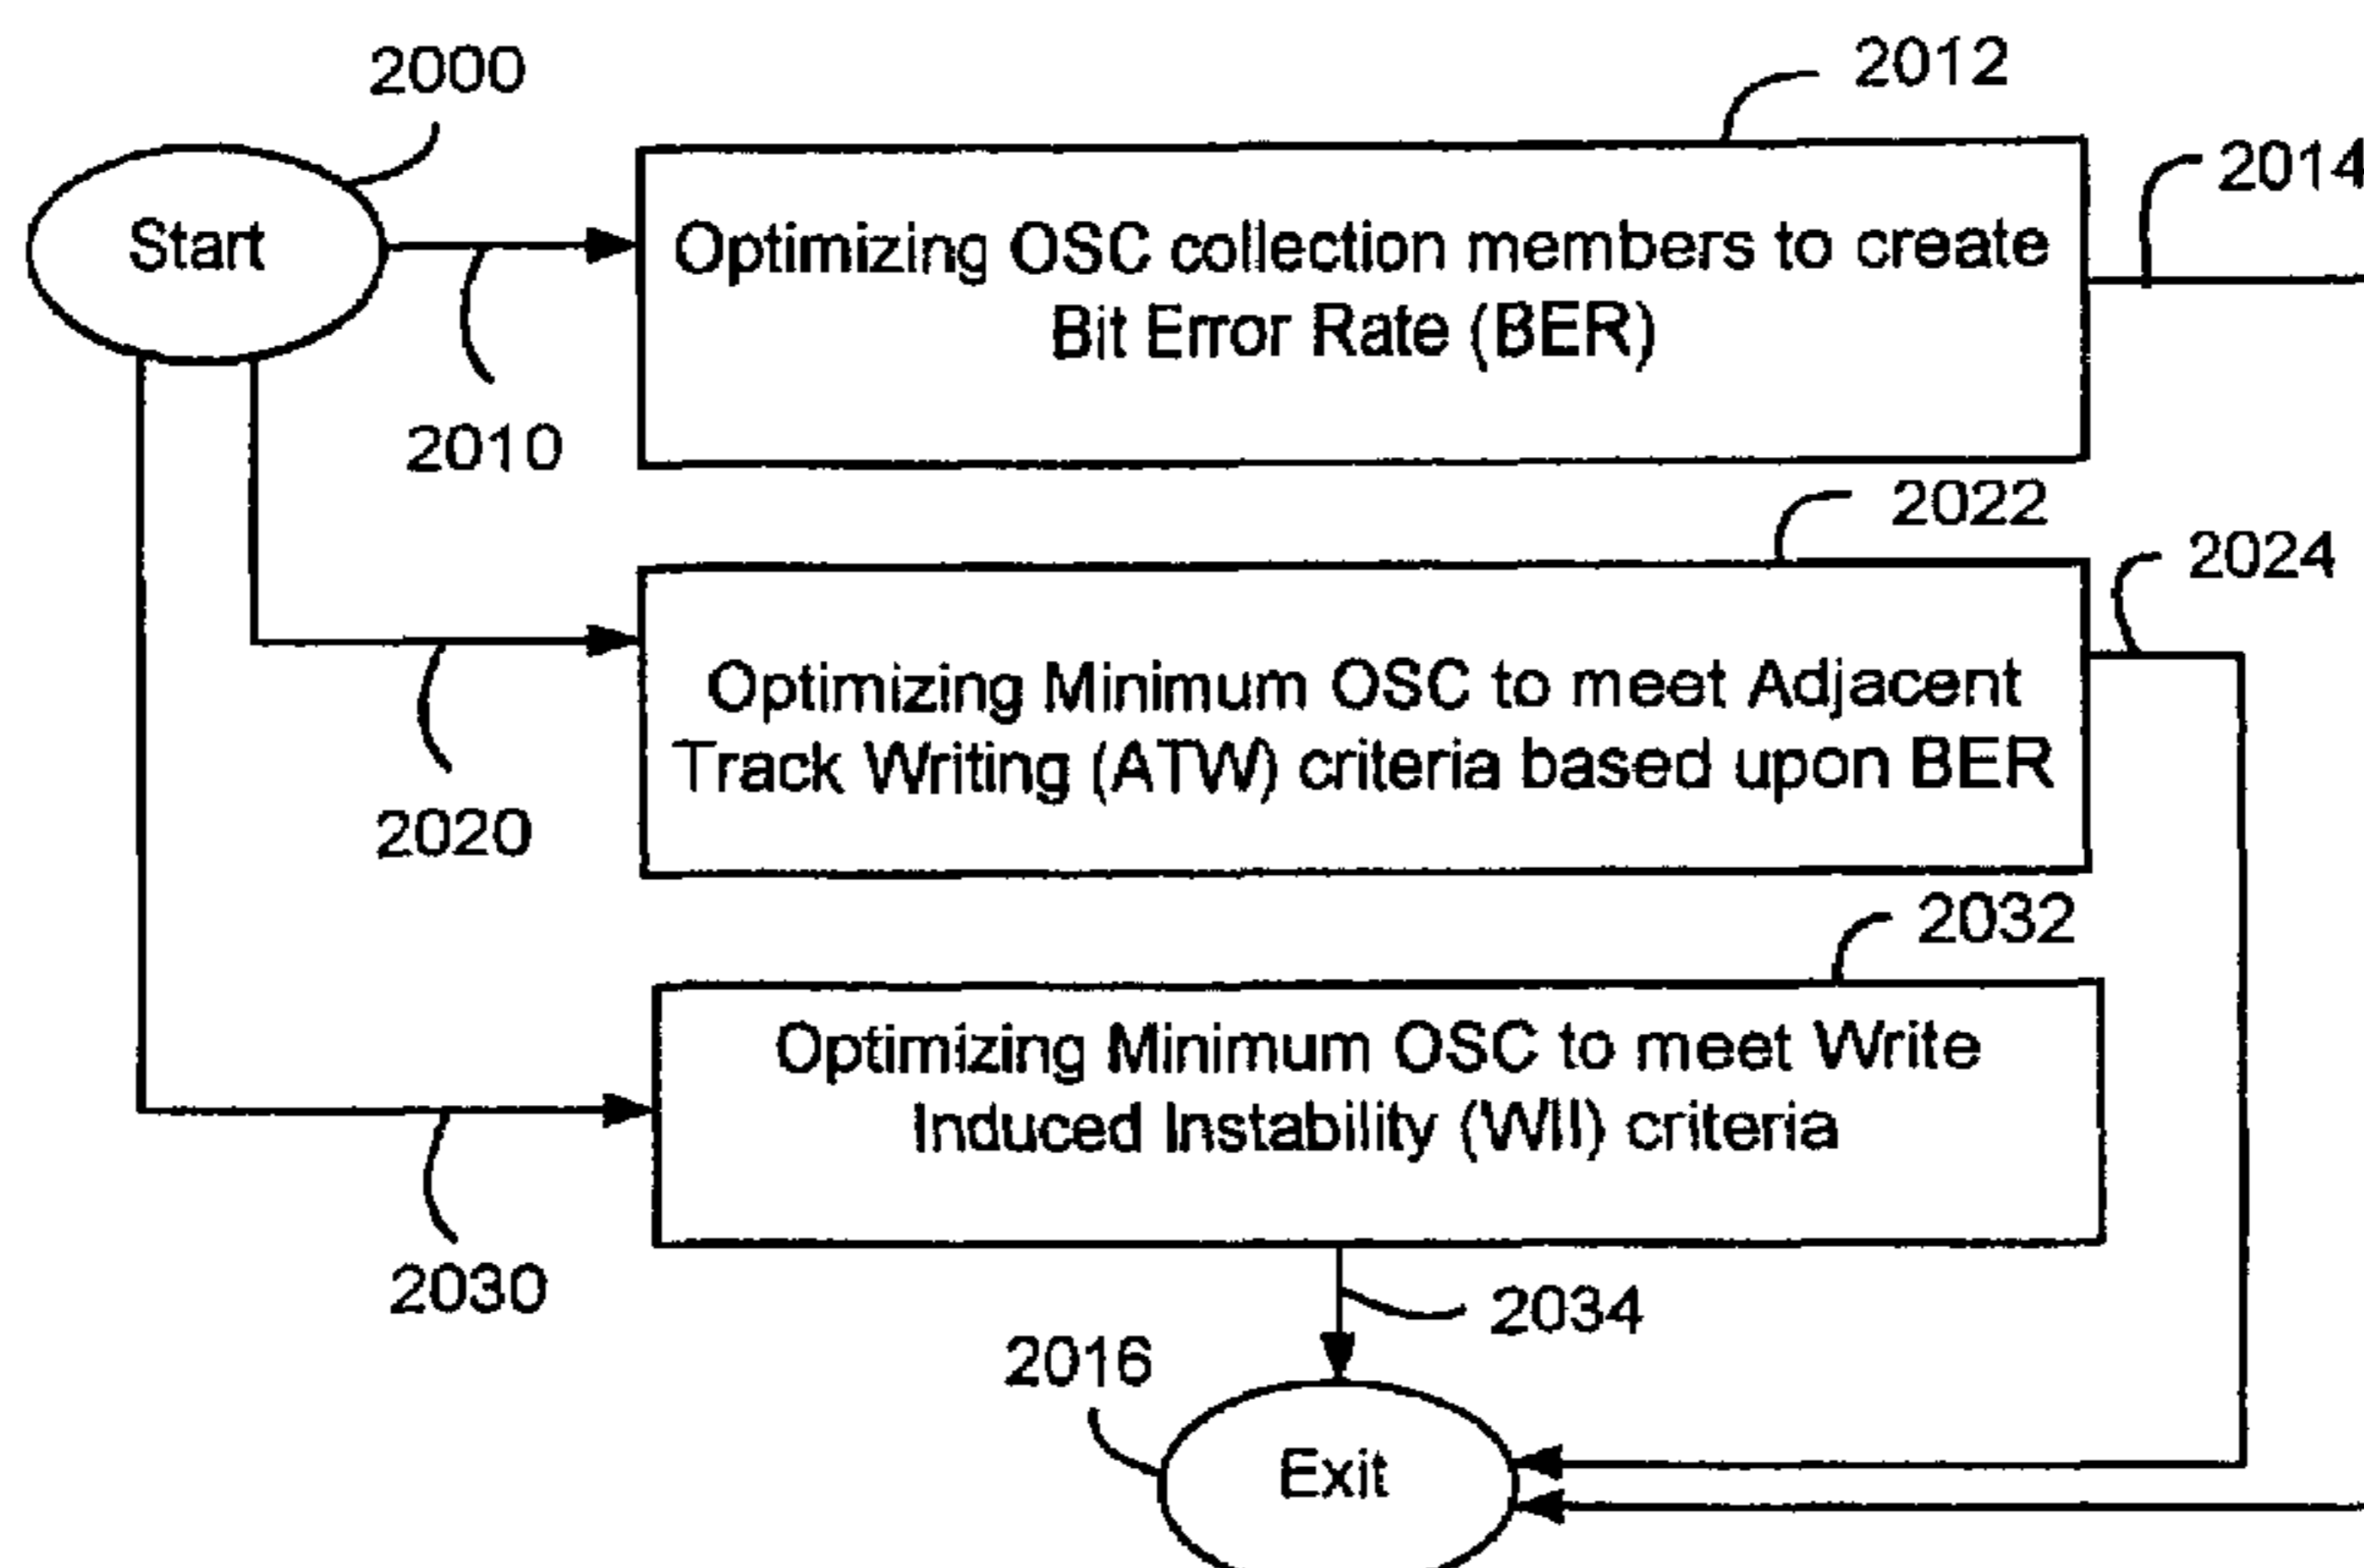 2000
2012
2014
Start
Optimizing OSC collection members to create
Bit Error Rate (BER)
2010
2022
2024
Optimizing Minimum OSC to meet Adjacent
Track Writing (ATW) criteria based upon BER
2020
2032
Optimizing Minimum OSC to meet Write
Induced Instability (WII) criteria
2030
2034
2016
Exit